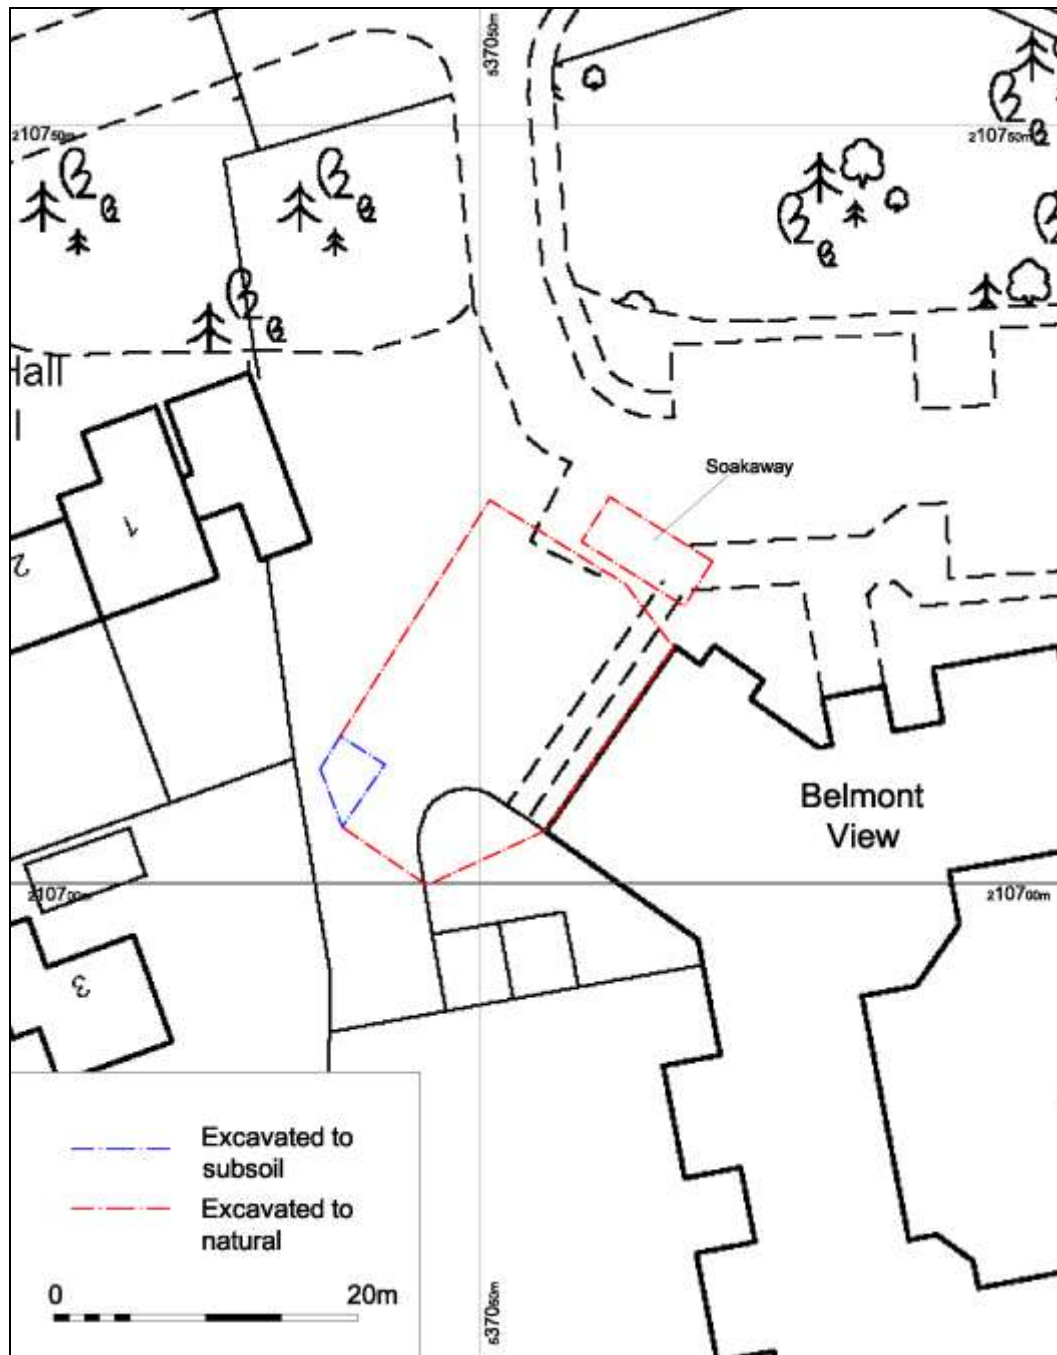 537050m
210750m
210750m
Hall
Soakaway
1
2
Belmont
View
210700m
210700m
3
Excavated to
subsoil
Excavated to
natural
0 20m
537050m